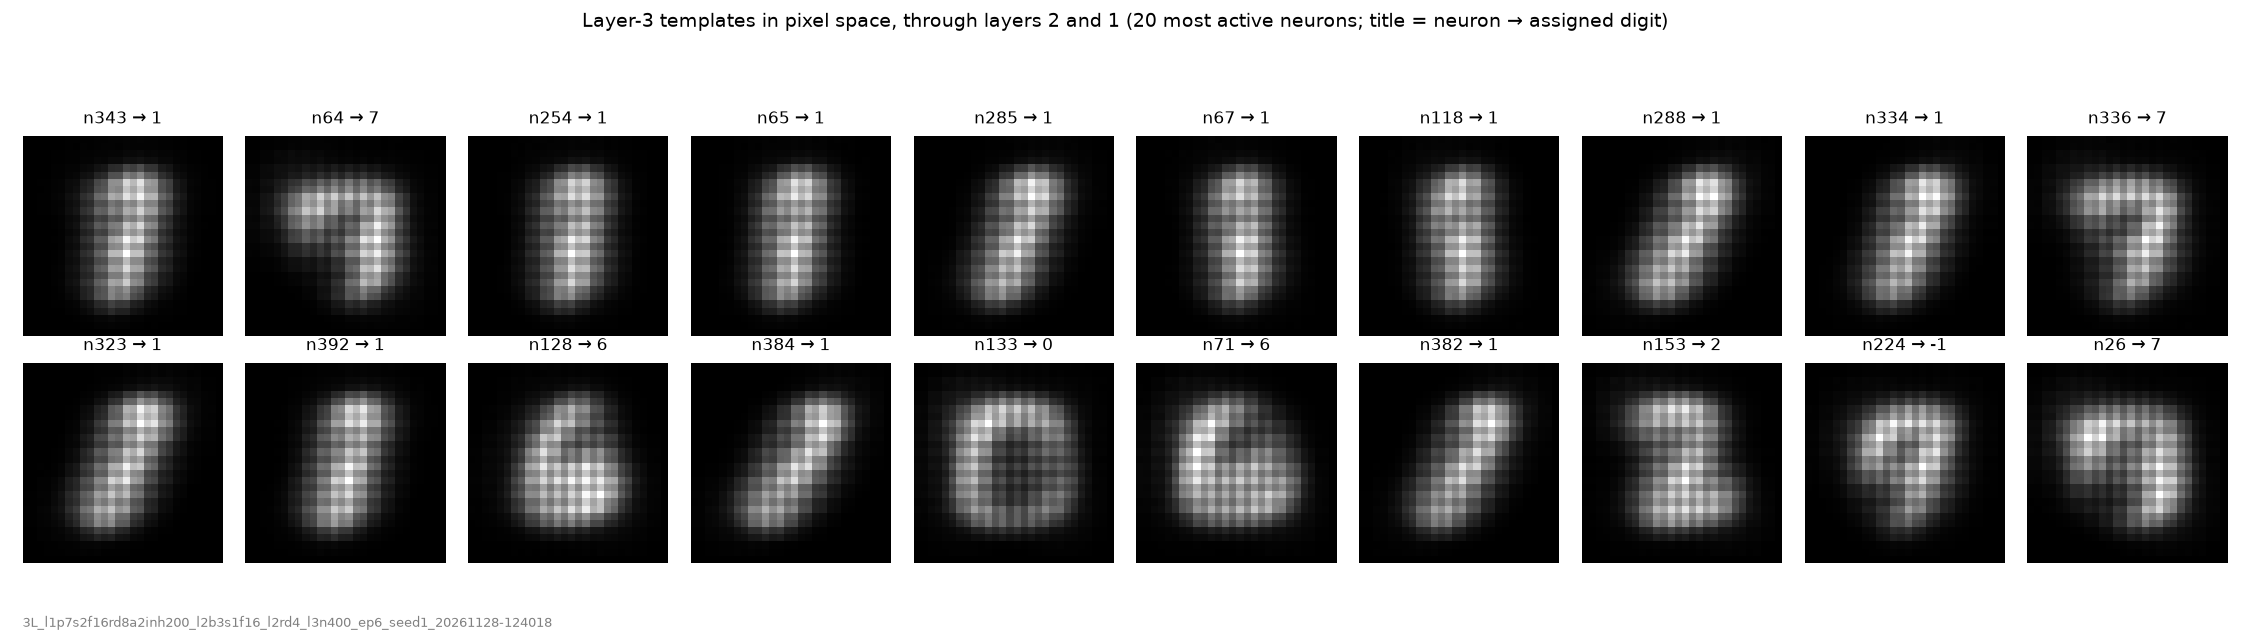 Layer-3 templates in pixel space, through layers 2 and 1 (20 most active neurons; title = neuron → assigned digit)
n343 → 1 n64 → 7 n254 → 1 n65 → 1 n285 → 1 n67 → 1 n118 → 1 n288 → 1 n334 → 1 n336 → 7
n323 → 1 n392 → 1 n128 → 6 n384 → 1 n133 → 0 n71 → 6 n382 → 1 n153 → 2 n224 → -1 n26 → 7
3L_l1p7s2f16rd8a2inh200_l2b3s1f16_l2rd4_l3n400_ep6_seed1_20261128-124018